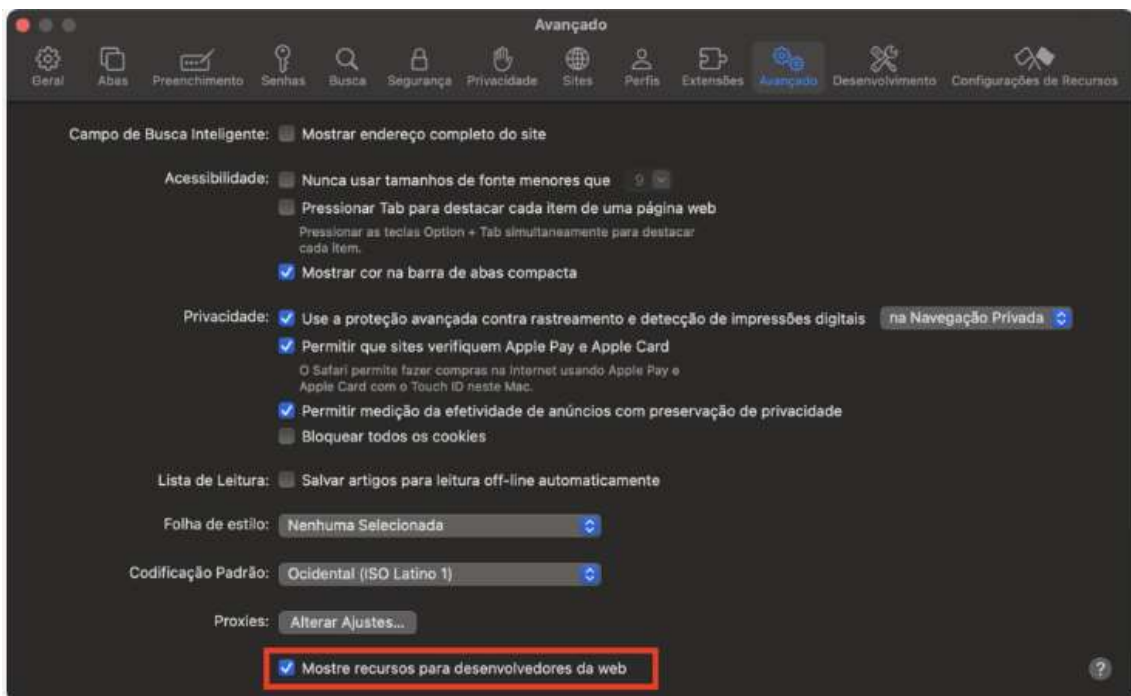 Avançado
Geral Abas Preenchimento Senhas Busca Segurança Privacidade Sites Perfis Extensões Avançado Desenvolvimento Configurações de Recursos
Campo de Busca Inteligente: Mostrar endereço completo do site
Acessibilidade: Nunca usar tamanhos de fonte menores que 9
Pressionar Tab para destacar cada item de uma página web
Pressionar as teclas Option + Tab simultaneamente para destacar
cada item.
Mostrar cor na barra de abas compacta
Privacidade: Use a proteção avançada contra rastreamento e detecção de impressões digitais na Navegação Privada
Permitir que sites verifiquem Apple Pay e Apple Card
O Safari permite fazer compras na Internet usando Apple Pay e
Apple Card com o Touch ID neste Mac.
Permitir medição da efetividade de anúncios com preservação de privacidade
Bloquear todos os cookies
Lista de Leitura: Salvar artigos para leitura off-line automaticamente
Folha de estilo: Nenhuma Selecionada
Codificação Padrão: Ocidental (ISO Latino 1)
Proxies: Alterar Ajustes...
Mostre recursos para desenvolvedores da web
?